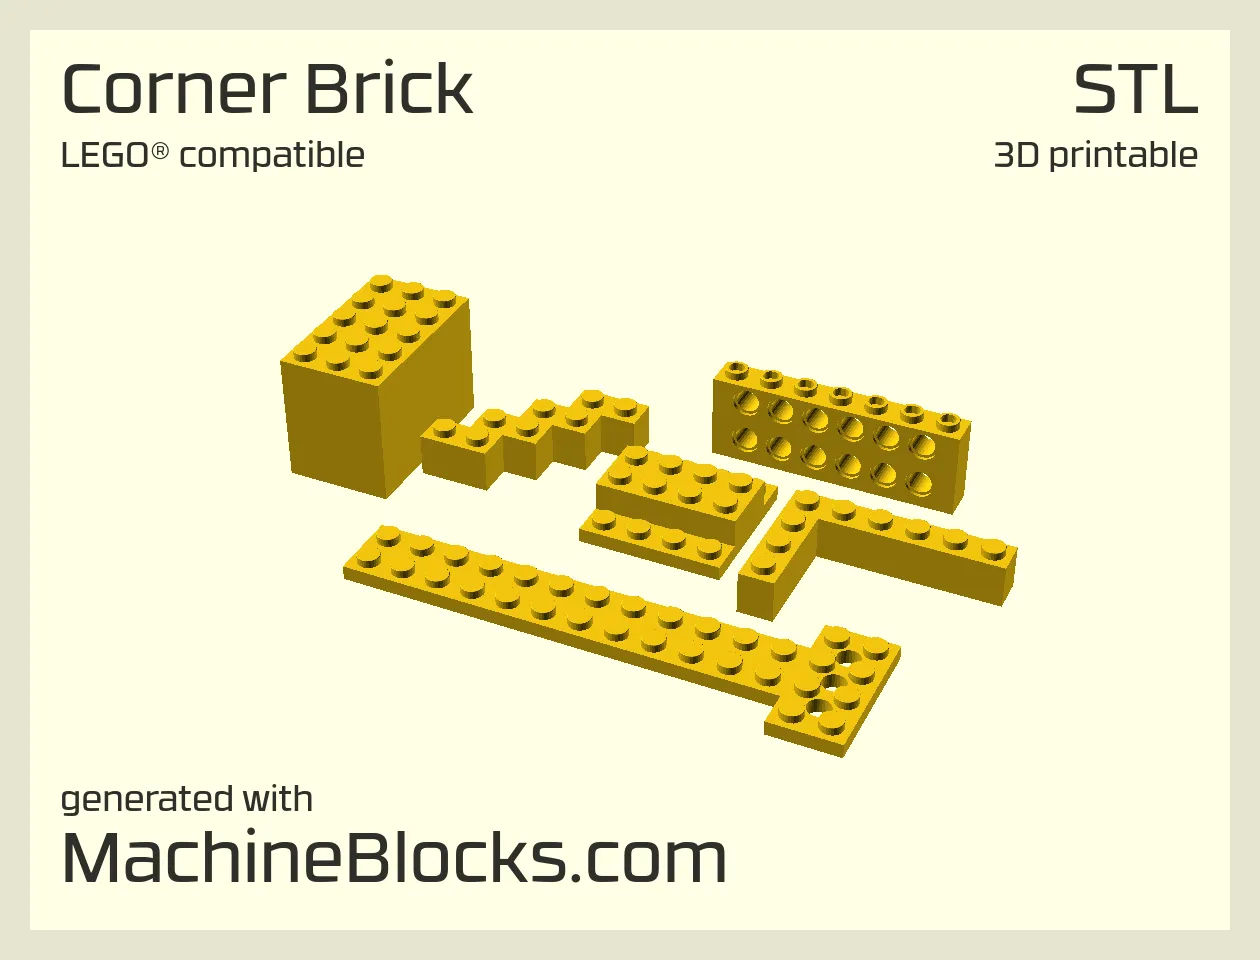 Corner Brick
STL
LEGO® compatible
3D printable
generated with
MachineBlocks.com